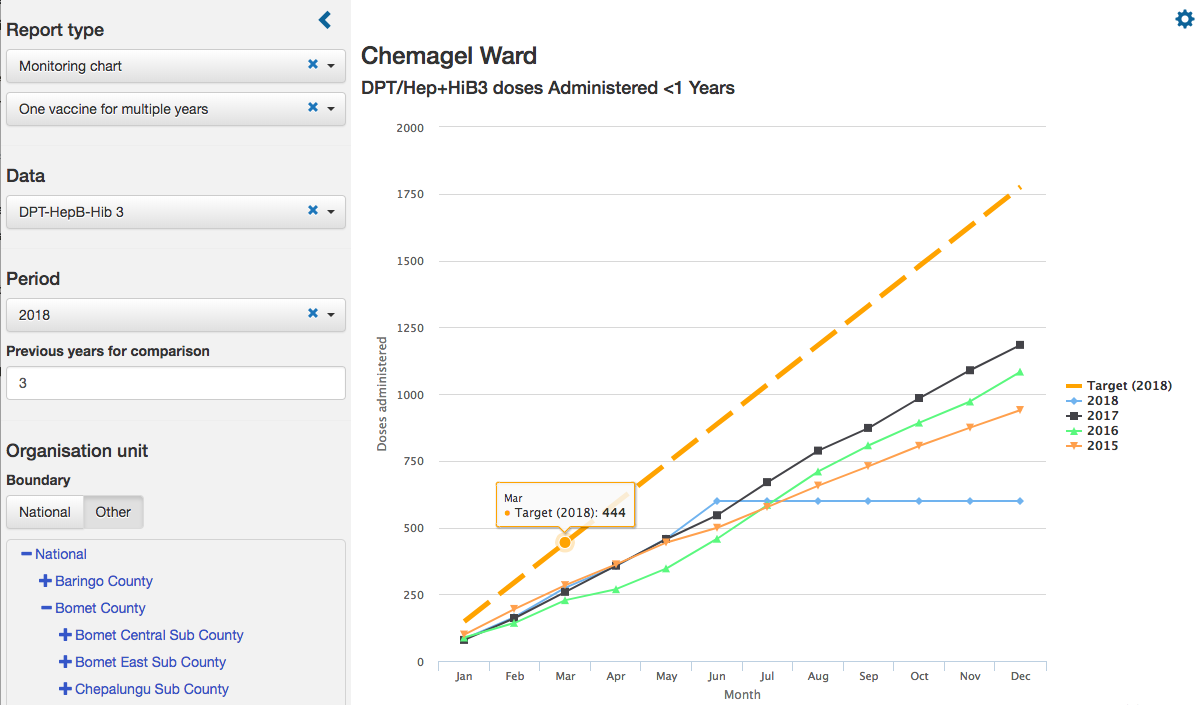 Report type
Monitoring chart
One vaccine for multiple years
Data
DPT-HepB-Hib 3
Period
2018
Previous years for comparison
3
Organisation unit
Boundary
National Other
National
Baringo County
Bomet County
Bomet Central Sub County
Bomet East Sub County
Chepalungu Sub County
Chemagel Ward
DPT/Hep+HiB3 doses Administered <1 Years
Doses administered
2000
1750
1500
1250
1000
750
500
250
0
Mar
Target (2018): 444
Jan Feb Mar Apr May Jun Jul Aug Sep Oct Nov Dec
Month
Target (2018)
2018
2017
2016
2015